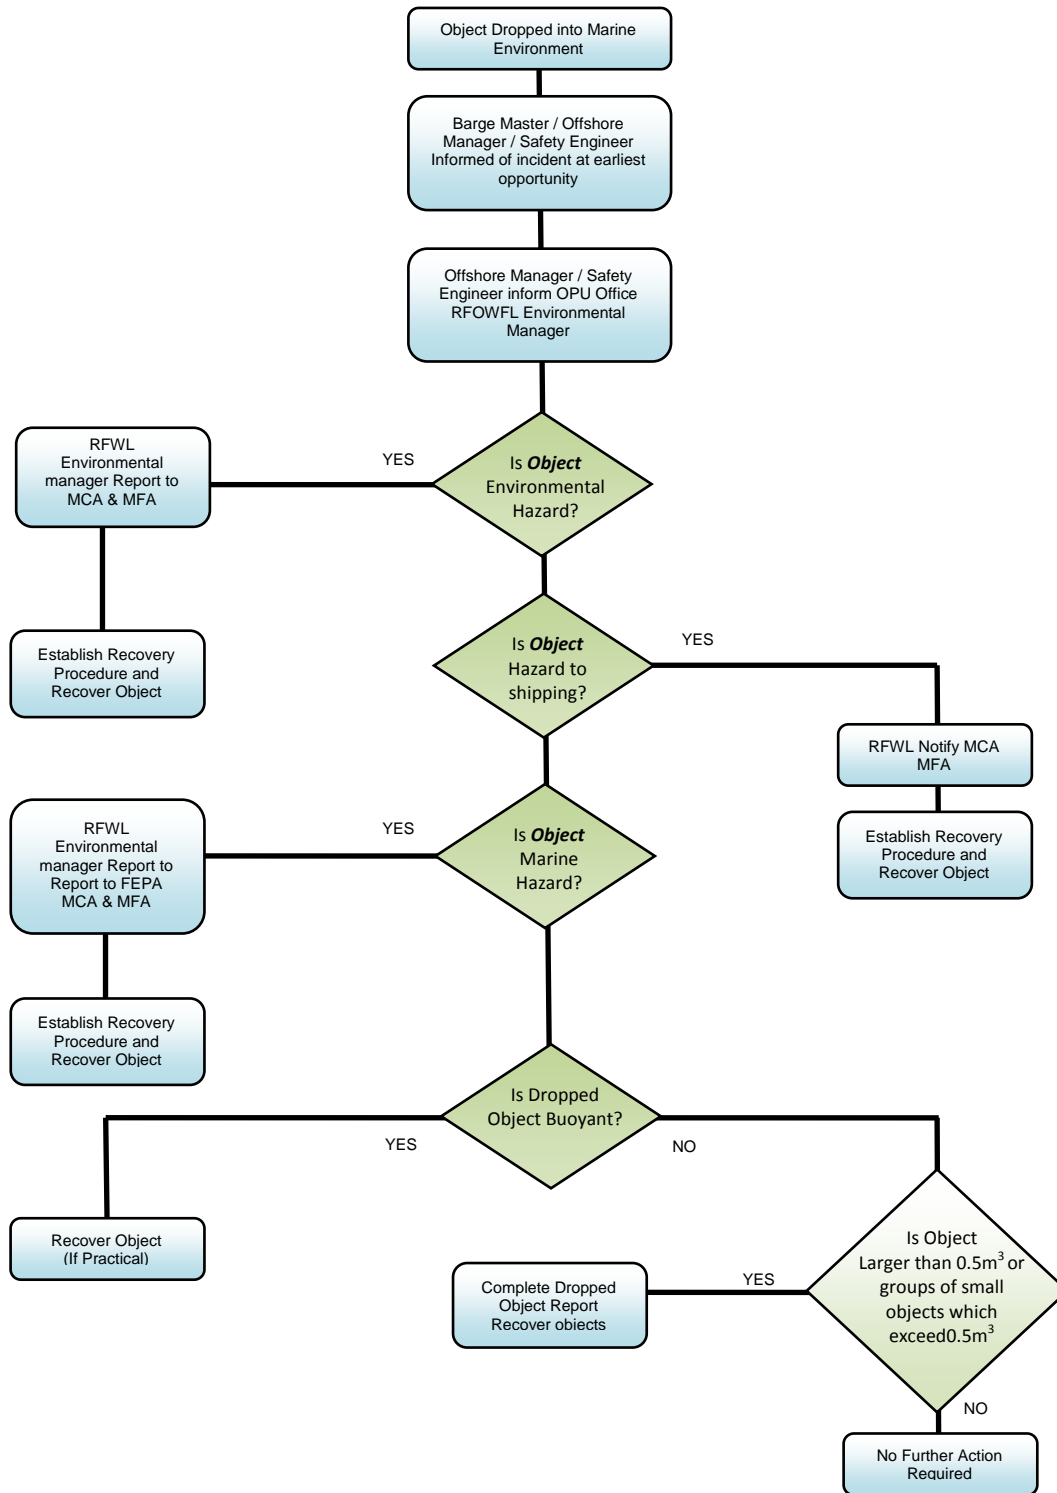 Object Dropped into Marine
Environment
Barge Master / Offshore
Manager / Safety Engineer
Informed of incident at earliest
opportunity
Offshore Manager / Safety
Engineer inform OPU Office
RFOWFL Environmental
Manager
Is Object
Environmental
Hazard?
YES
RFWL
Environmental
manager Report to
MCA & MFA
Establish Recovery
Procedure and
Recover Object
Is Object
Hazard to
shipping?
YES
RFWL Notify MCA
MFA
Establish Recovery
Procedure and
Recover Object
Is Object
Marine
Hazard?
YES
RFWL
Environmental
manager Report to
Report to FEPA
MCA & MFA
Establish Recovery
Procedure and
Recover Object
Is Dropped
Object Buoyant?
YES
NO
Recover Object
(If Practical)
Is Object
Larger than 0.5m³ or
groups of small
objects which
exceed0.5m³
YES
Complete Dropped
Object Report
Recover objects
NO
No Further Action
Required